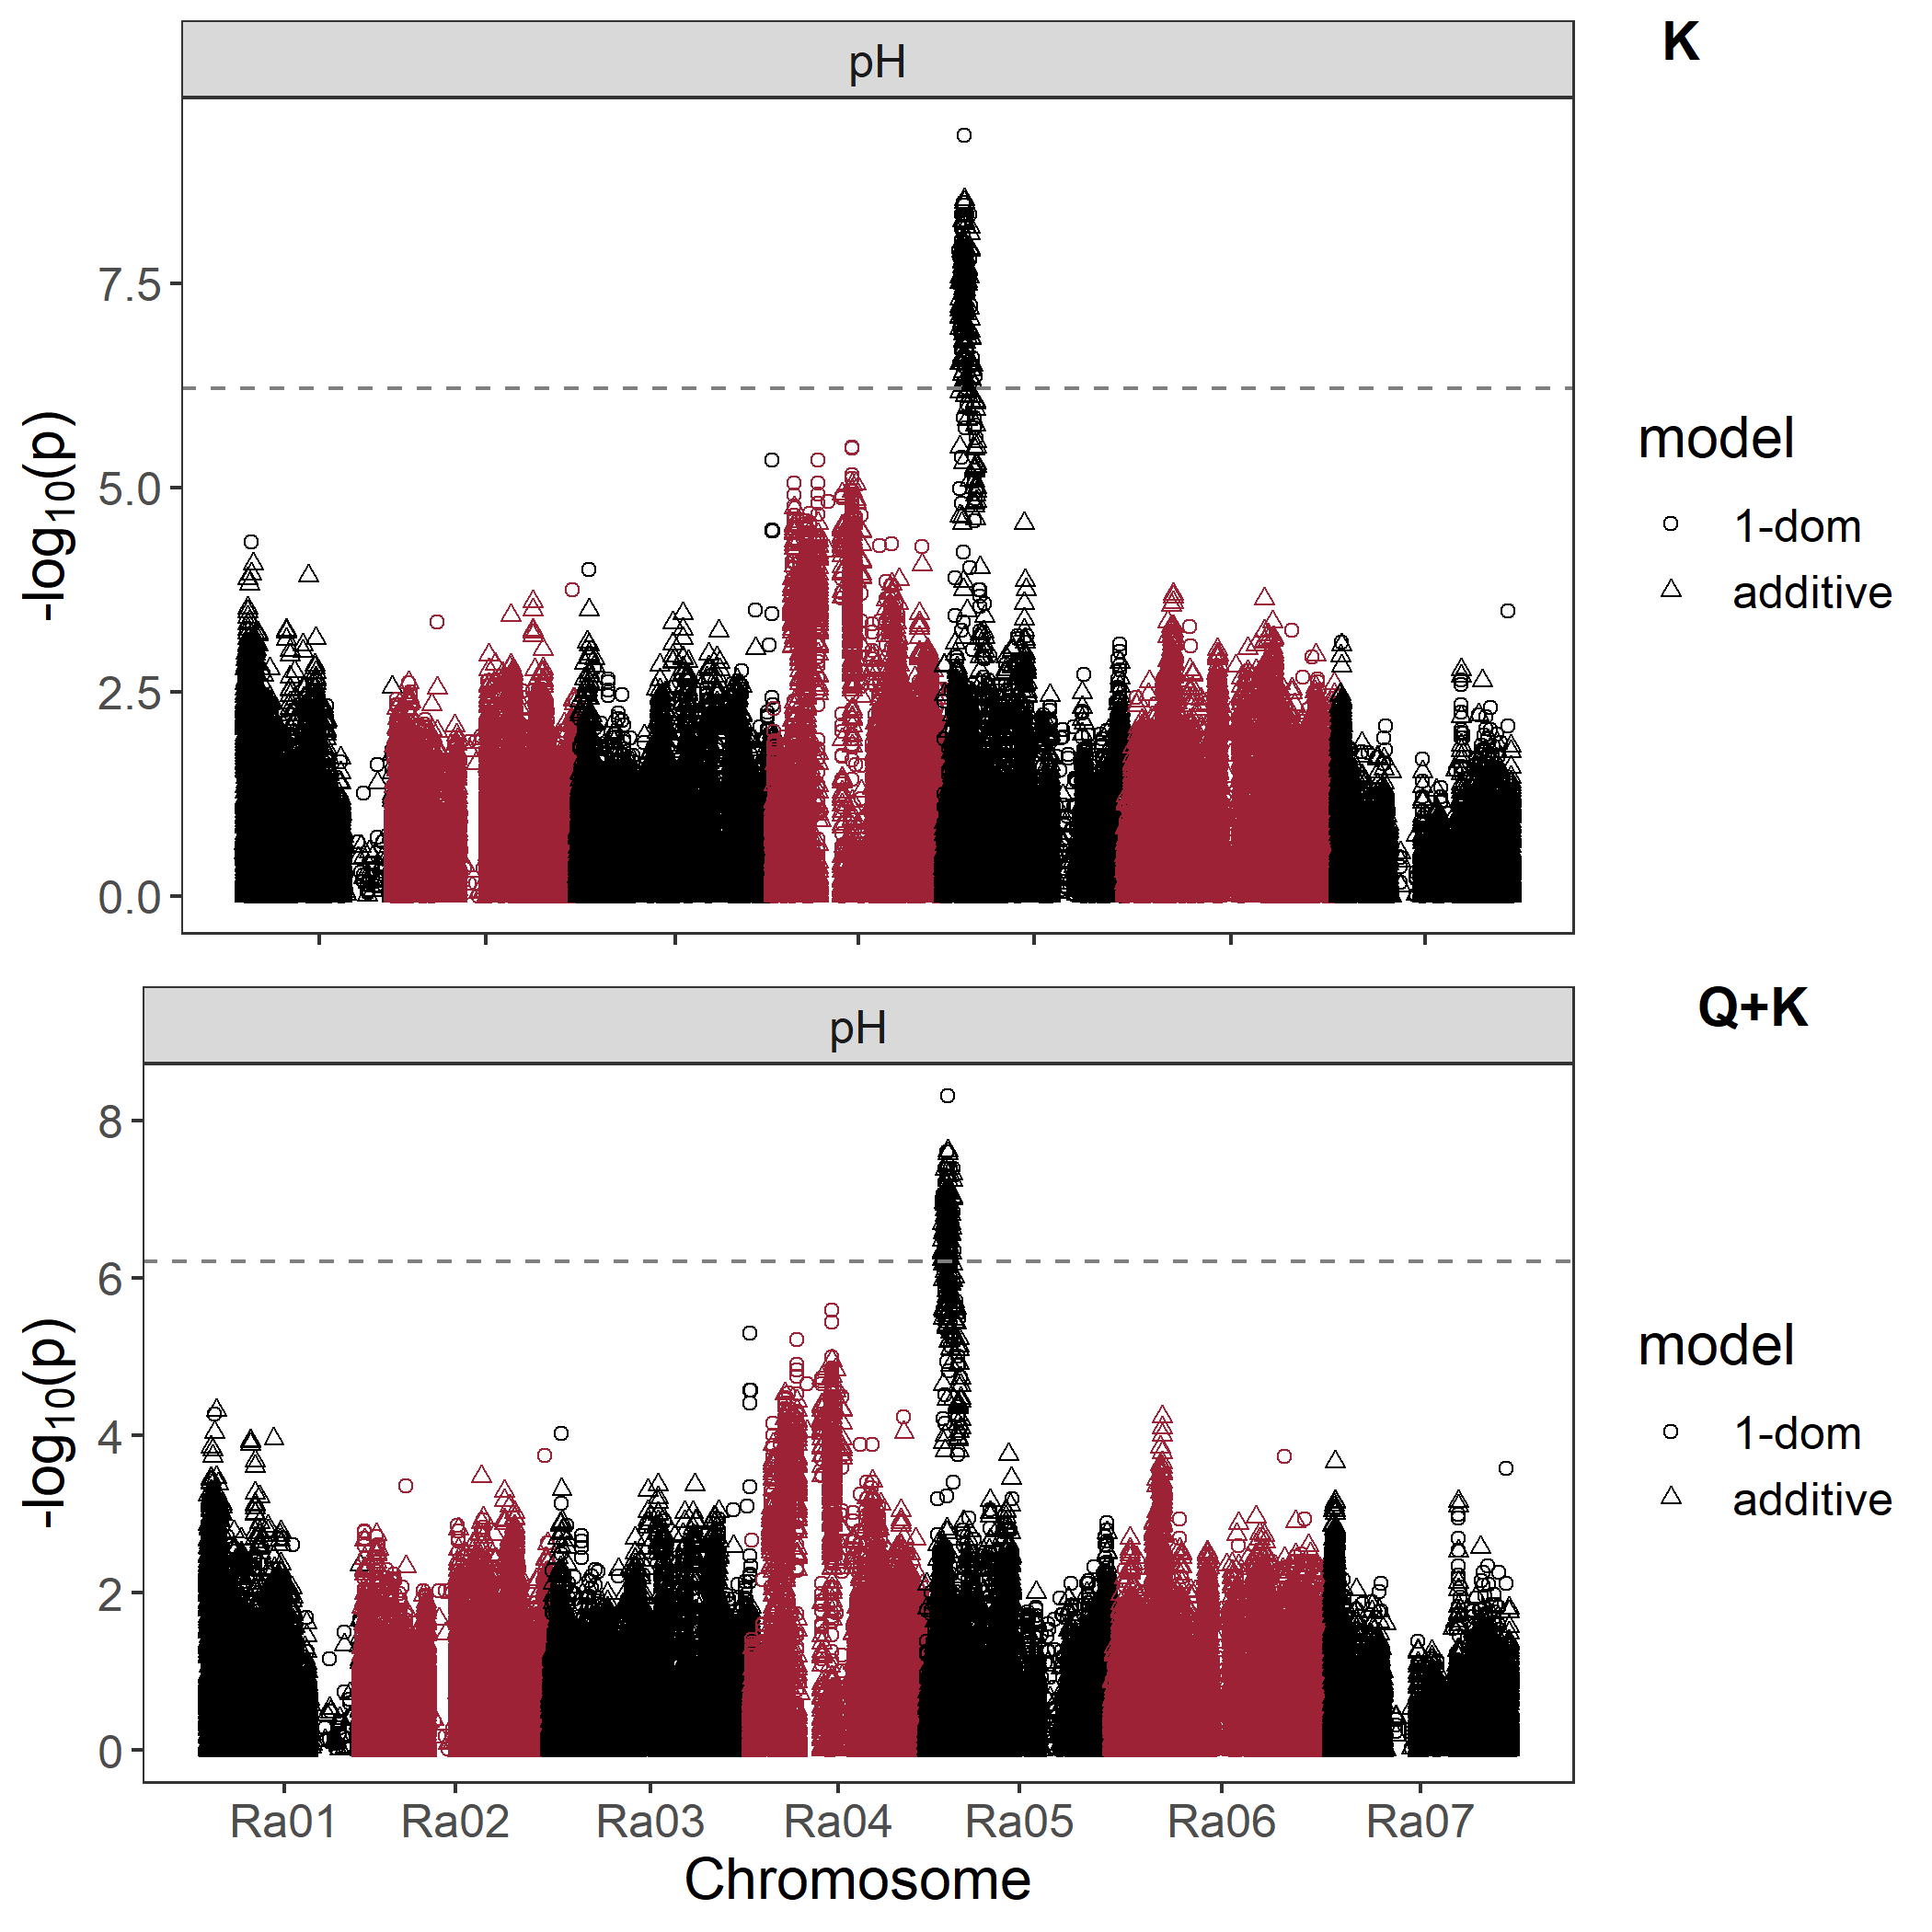 K
pH
7.5
5.0
2.5
0.0
-log10(p)
model
1-dom
additive
Q+K
pH
8
6
4
2
0
-log10(p)
model
1-dom
additive
Ra01 Ra02 Ra03 Ra04 Ra05 Ra06 Ra07
Chromosome